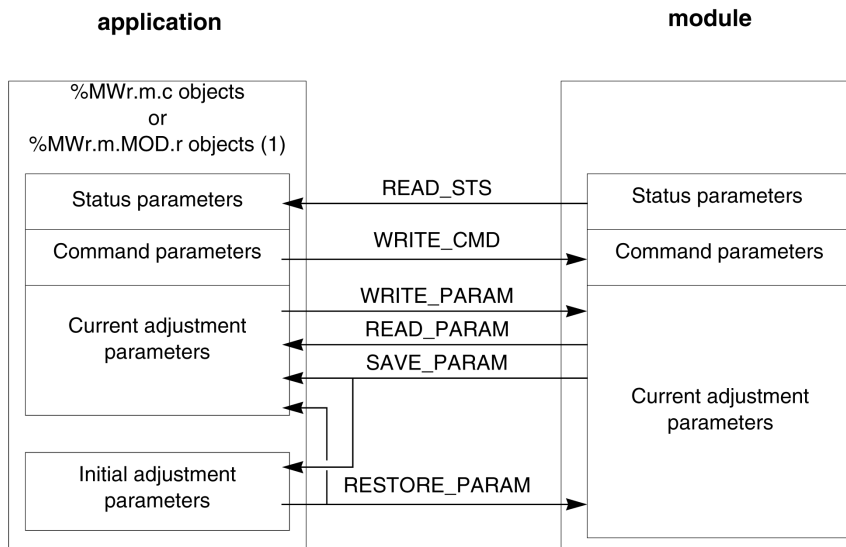 application
module
%MWr.m.c objects
or
%MWr.m.MOD.r objects (1)
Status parameters
READ_STS
Status parameters
Command parameters
WRITE_CMD
Command parameters
WRITE_PARAM
Current adjustment
parameters
READ_PARAM
SAVE_PARAM
Current adjustment
parameters
Initial adjustment
parameters
RESTORE_PARAM